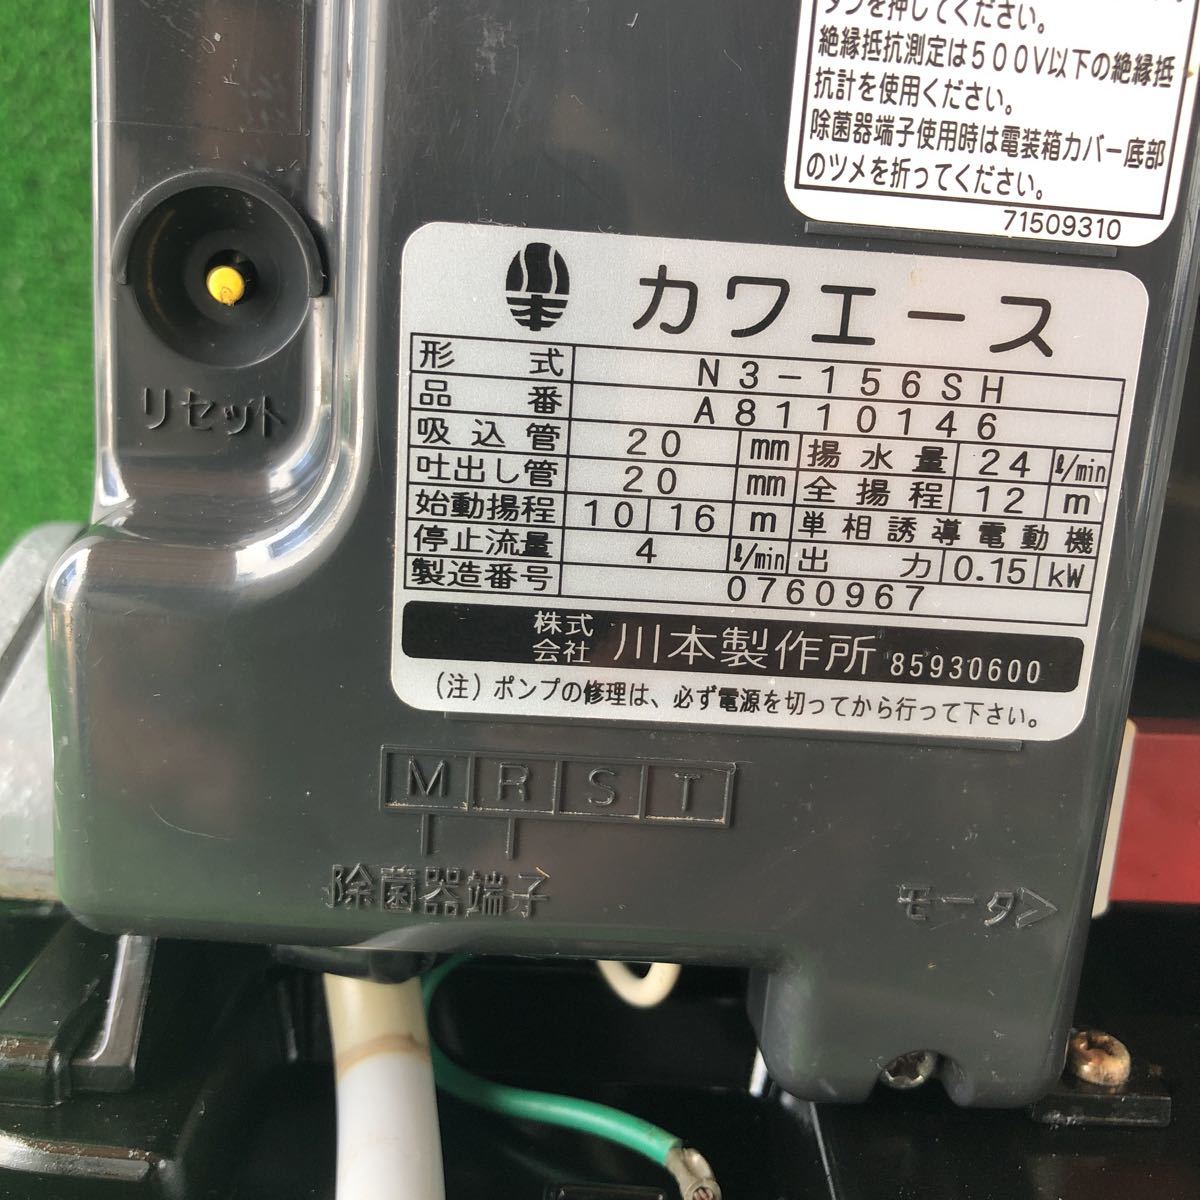 タンを押してください。
絶縁抵抗測定は500V以下の絶縁抵
抗計を使用ください。
除菌器端子使用時は電装箱カバー底部
のツメを折ってください。
71509310
カワエース
形式 N3-156SH
品番 A8110146
吸込管 20 mm 揚水量 24 ℓ/min
吐出し管 20 mm 全揚程 12 m
始動揚程 10 16 m 単相誘導電動機
停止流量 4 ℓ/min 出力 0.15 kW
製造番号 0760967
株式会社 川本製作所 85930600
(注)ポンプの修理は、必ず電源を切ってから行って下さい。
リセット
M R S T
除菌器端子
モータ